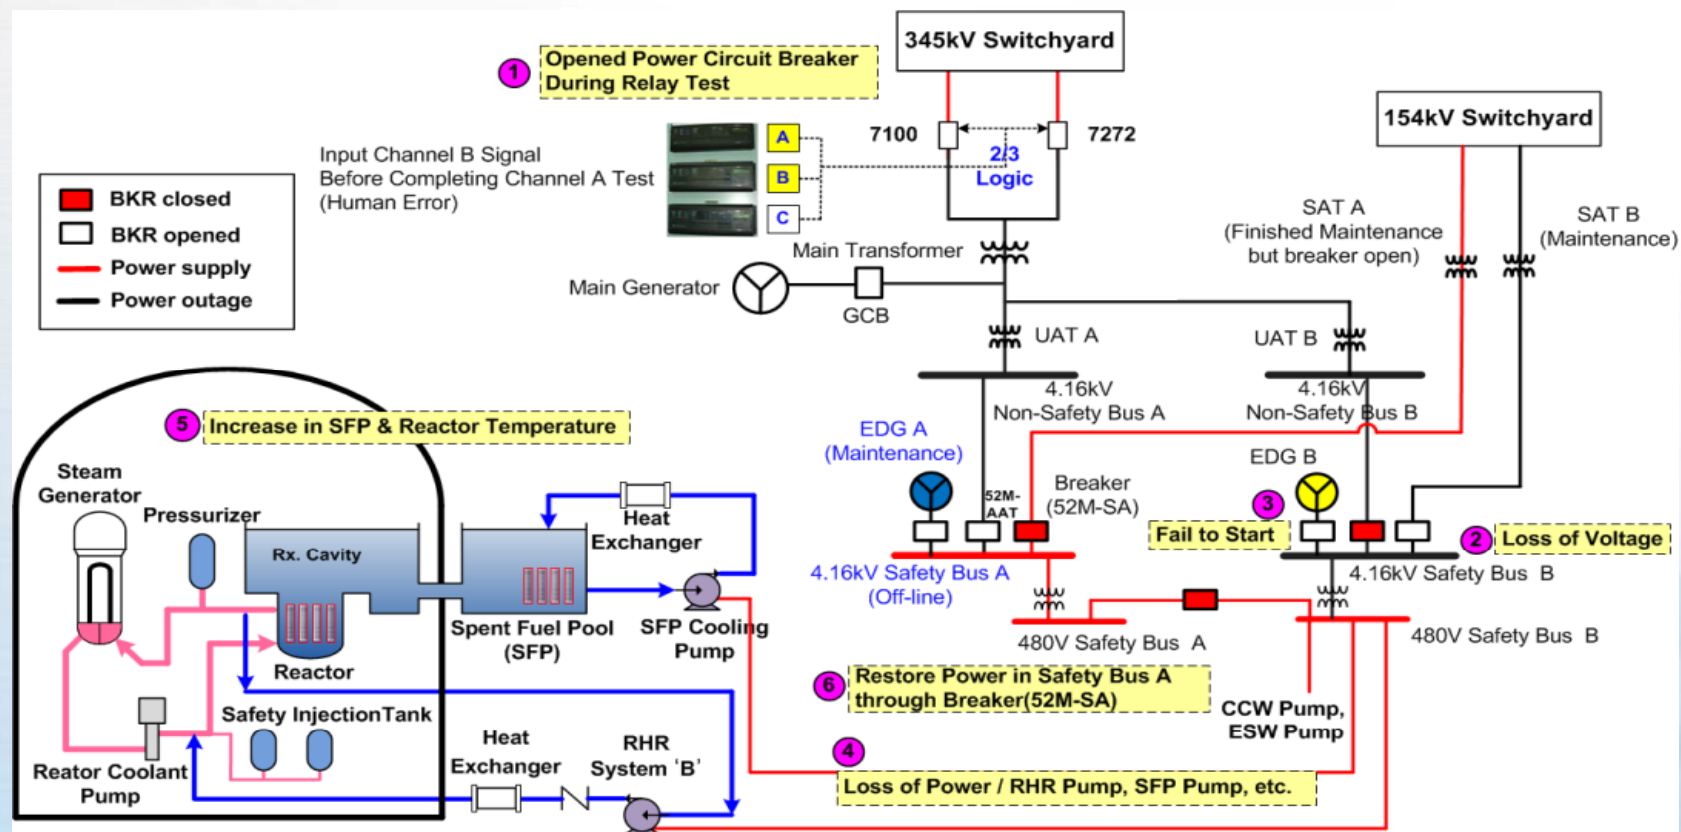 345kV Switchyard
1
Opened Power Circuit Breaker
During Relay Test
154kV Switchyard
7100
7272
A
B
C
2/3
Logic
Input Channel B Signal
Before Completing Channel A Test
(Human Error)
BKR closed
BKR opened
Power supply
Power outage
SAT A
(Finished Maintenance
but breaker open)
SAT B
(Maintenance)
Main Transformer
Main Generator
GCB
UAT A
UAT B
4.16kV
Non-Safety Bus A
4.16kV
Non-Safety Bus B
5
Increase in SFP & Reactor Temperature
EDG A
(Maintenance)
52M-
AAT
Breaker
(52M-SA)
EDG B
3
Fail to Start
2
Loss of Voltage
Steam
Generator
Pressurizer
Rx. Cavity
Heat
Exchanger
4.16kV Safety Bus A
(Off-line)
4.16kV Safety Bus B
Spent Fuel Pool
(SFP)
SFP Cooling
Pump
480V Safety Bus A
480V Safety Bus B
Reactor
6
Restore Power in Safety Bus A
through Breaker(52M-SA)
CCW Pump,
ESW Pump
Safety InjectionTank
Heat
Exchanger
RHR
System ‘B’
4
Loss of Power / RHR Pump, SFP Pump, etc.
Reator Coolant
Pump